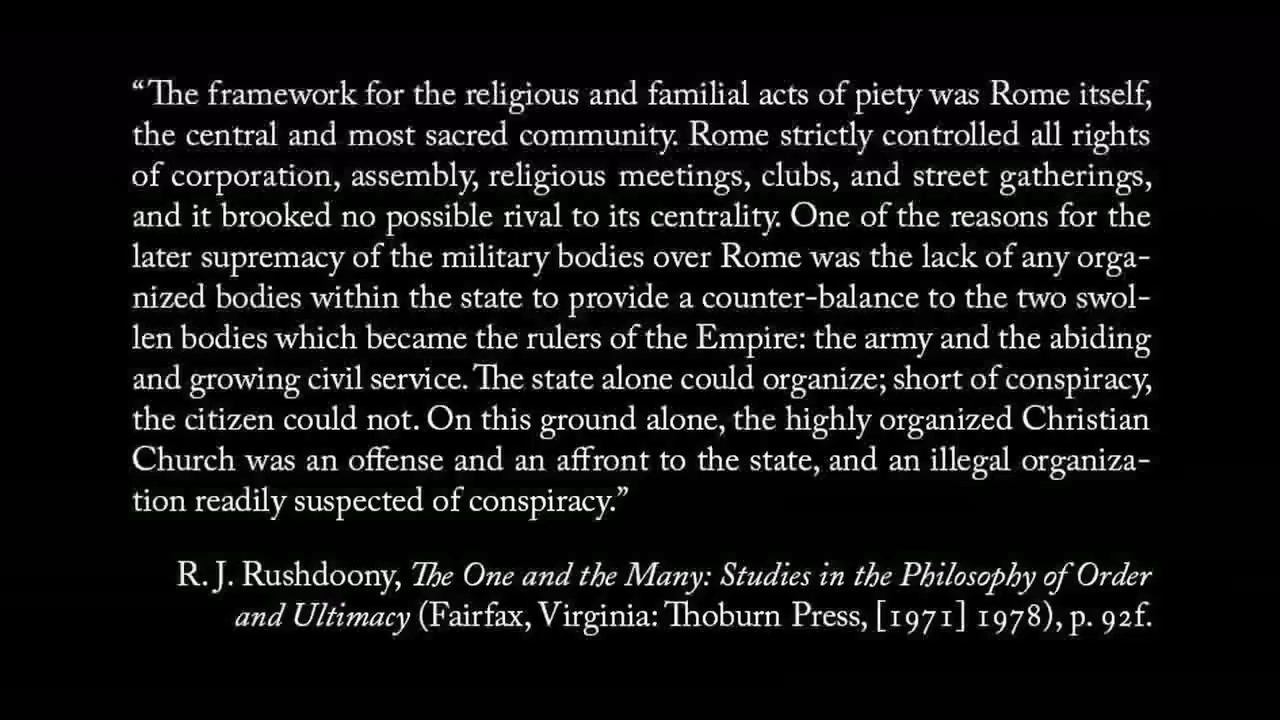 “The framework for the religious and familial acts of piety was Rome itself,
the central and most sacred community. Rome strictly controlled all rights
of corporation, assembly, religious meetings, clubs, and street gatherings,
and it brooked no possible rival to its centrality. One of the reasons for the
later supremacy of the military bodies over Rome was the lack of any orga-
nized bodies within the state to provide a counter-balance to the two swol-
len bodies which became the rulers of the Empire: the army and the abiding
and growing civil service. The state alone could organize; short of conspiracy,
the citizen could not. On this ground alone, the highly organized Christian
Church was an offense and an affront to the state, and an illegal organiza-
tion readily suspected of conspiracy.”
R. J. Rushdoony, The One and the Many: Studies in the Philosophy of Order
and Ultimacy (Fairfax, Virginia: Thoburn Press, [1971] 1978), p. 92f.